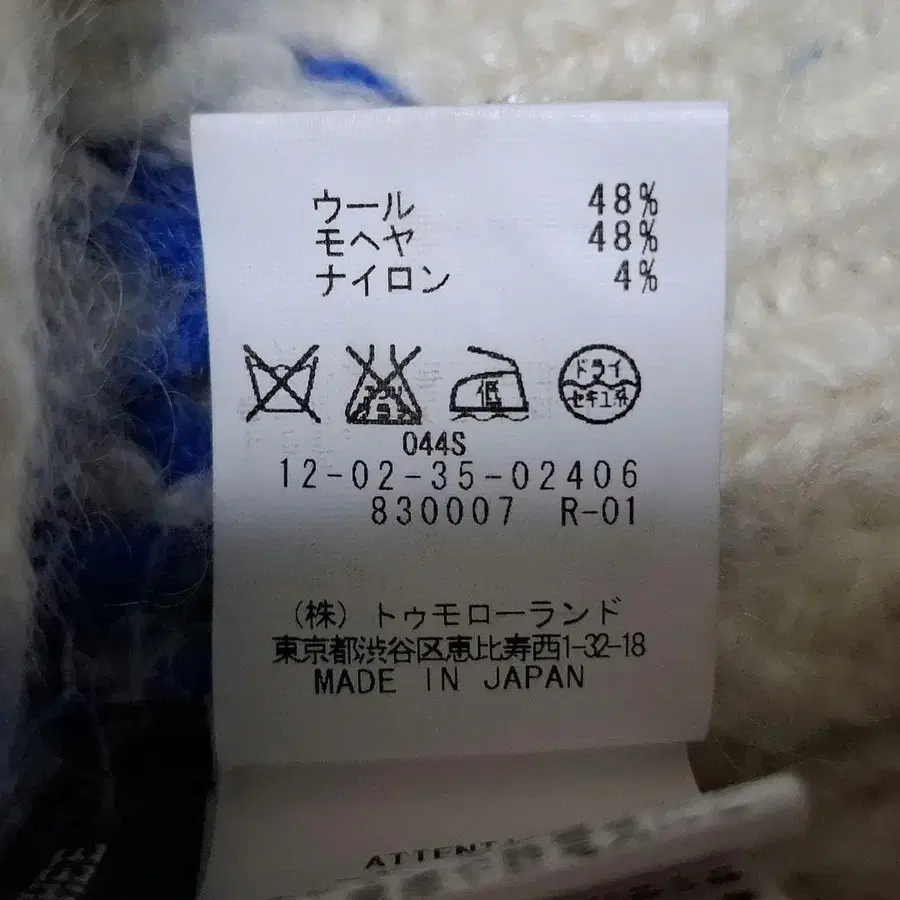 ウール 48%
モヘヤ 48%
ナイロン 4%
低
ドライ
セキユ系
044S
12-02-35-02406
830007 R-01
(株) トゥモローランド
東京都渋谷区恵比寿西1-32-18
MADE IN JAPAN